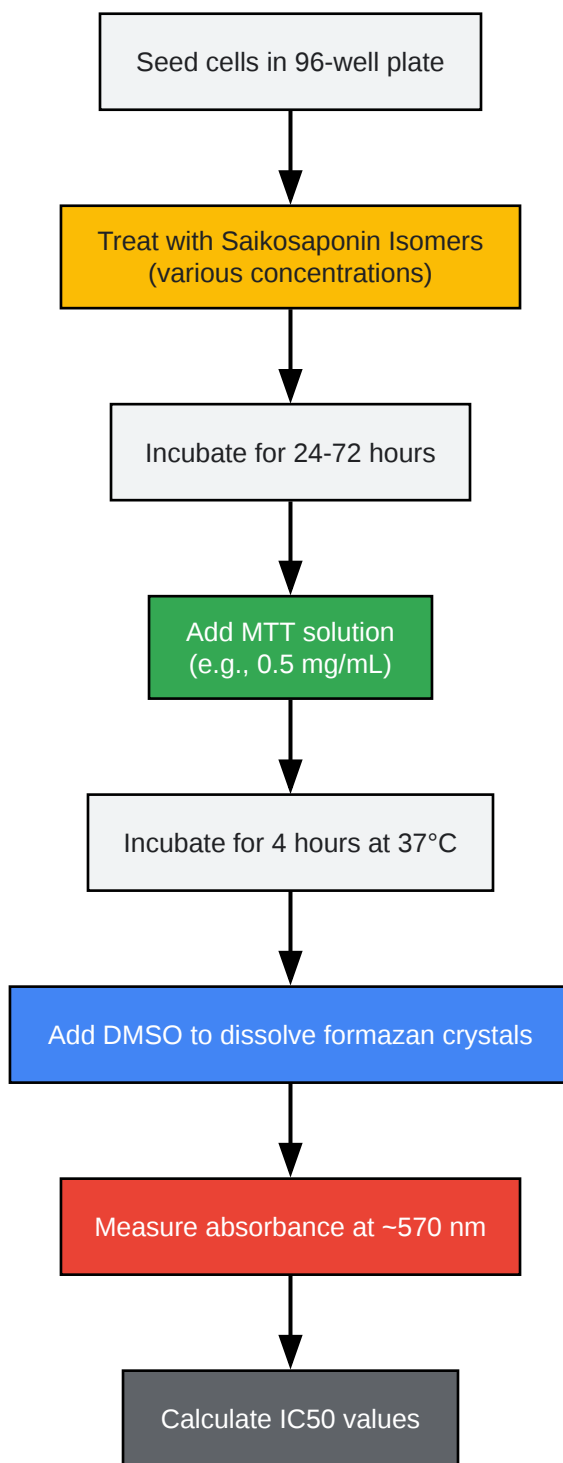 Seed cells in 96-well plate
Treat with Saikosaponin Isomers
(various concentrations)
Incubate for 24-72 hours
Add MTT solution
(e.g., 0.5 mg/mL)
Incubate for 4 hours at 37°C
Add DMSO to dissolve formazan crystals
Measure absorbance at ~570 nm
Calculate IC50 values